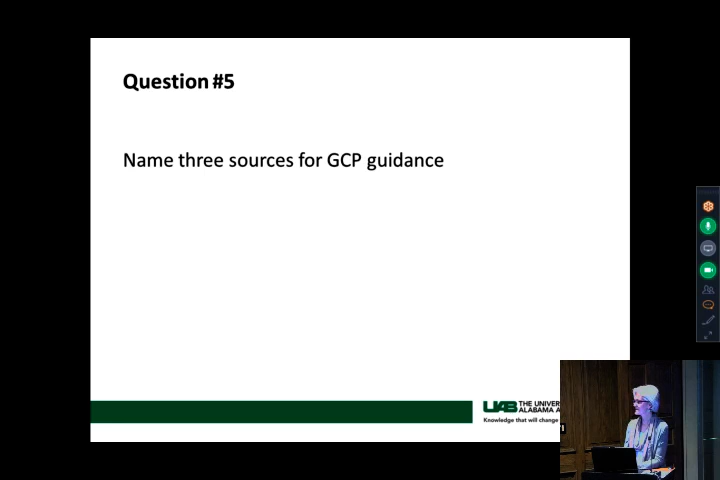 Question #5
Name three sources for GCP guidance
UAB THE UNIVER
ALABAMA A
Knowledge that will change